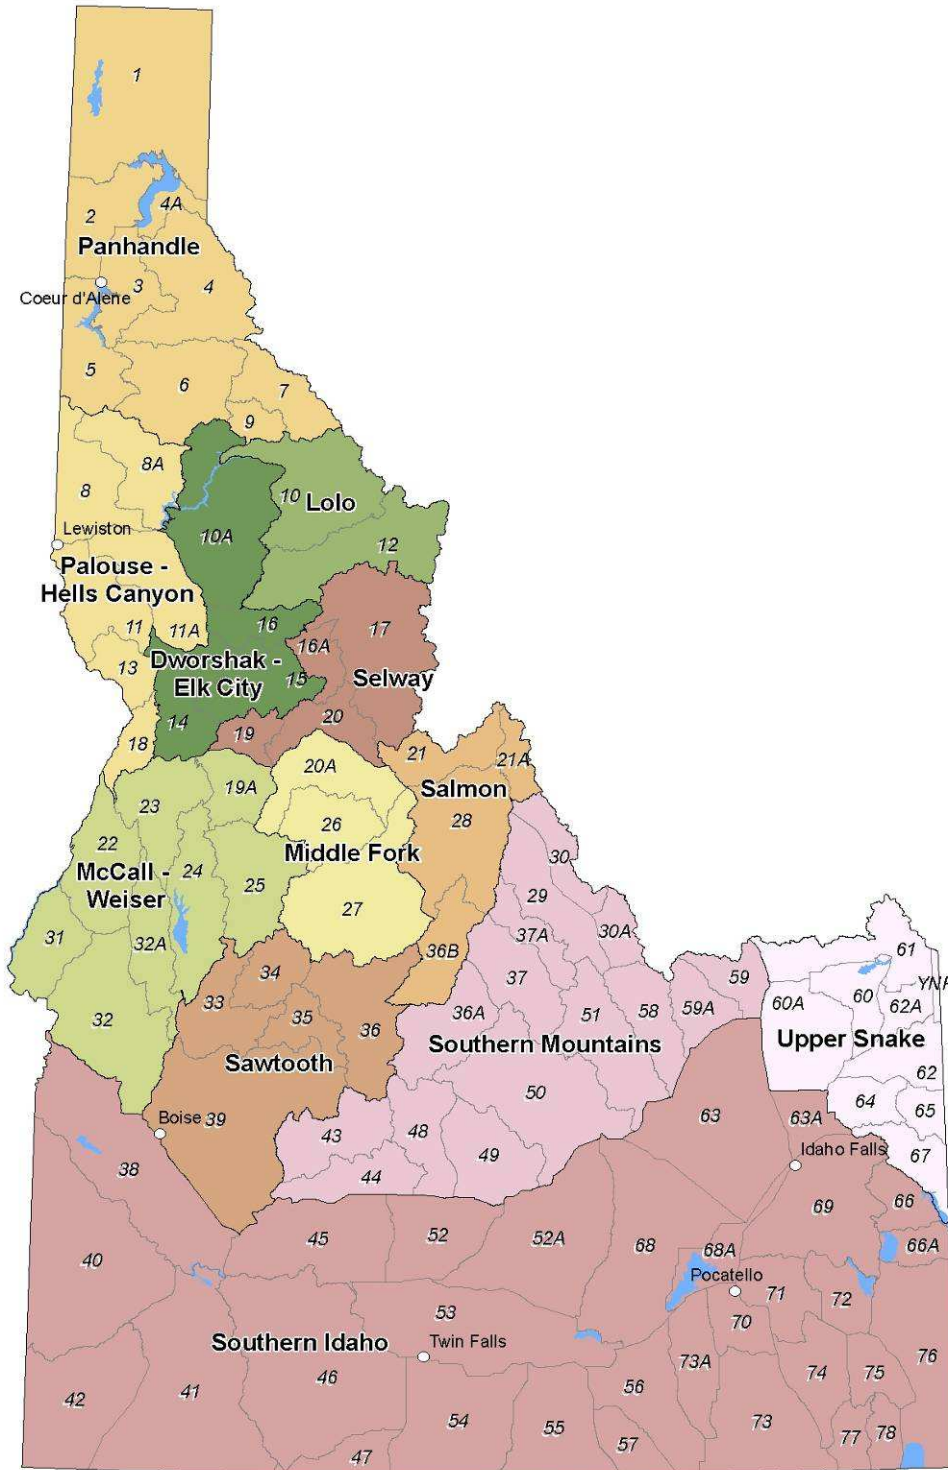 1
2
4A
Panhandle
3
4
Coeur d'Alene
5
6
7
9
8A
8
10
Lolo
Lewiston
10A
12
Palouse -
Hells Canyon
11
11A
16
17
16A
13
Dworshak -
Elk City
15
Selway
14
20
19
18
21
21A
20A
19A
Salmon
23
26
28
22
Middle Fork
30
McCall -
Weiser
24
25
29
27
31
32A
37A
30A
36B
61
34
37
59
YNP
33
32
35
36
36A
51
58
59A
60A
60
62A
Sawtooth
Southern Mountains
Upper Snake
62
50
Boise
39
43
48
63
63A
64
65
38
44
49
Idaho Falls
67
69
66
40
45
52
52A
68
68A
66A
Pocatello
71
72
53
70
Southern Idaho
Twin Falls
46
73A
74
75
76
42
41
56
54
55
57
73
77
78
47